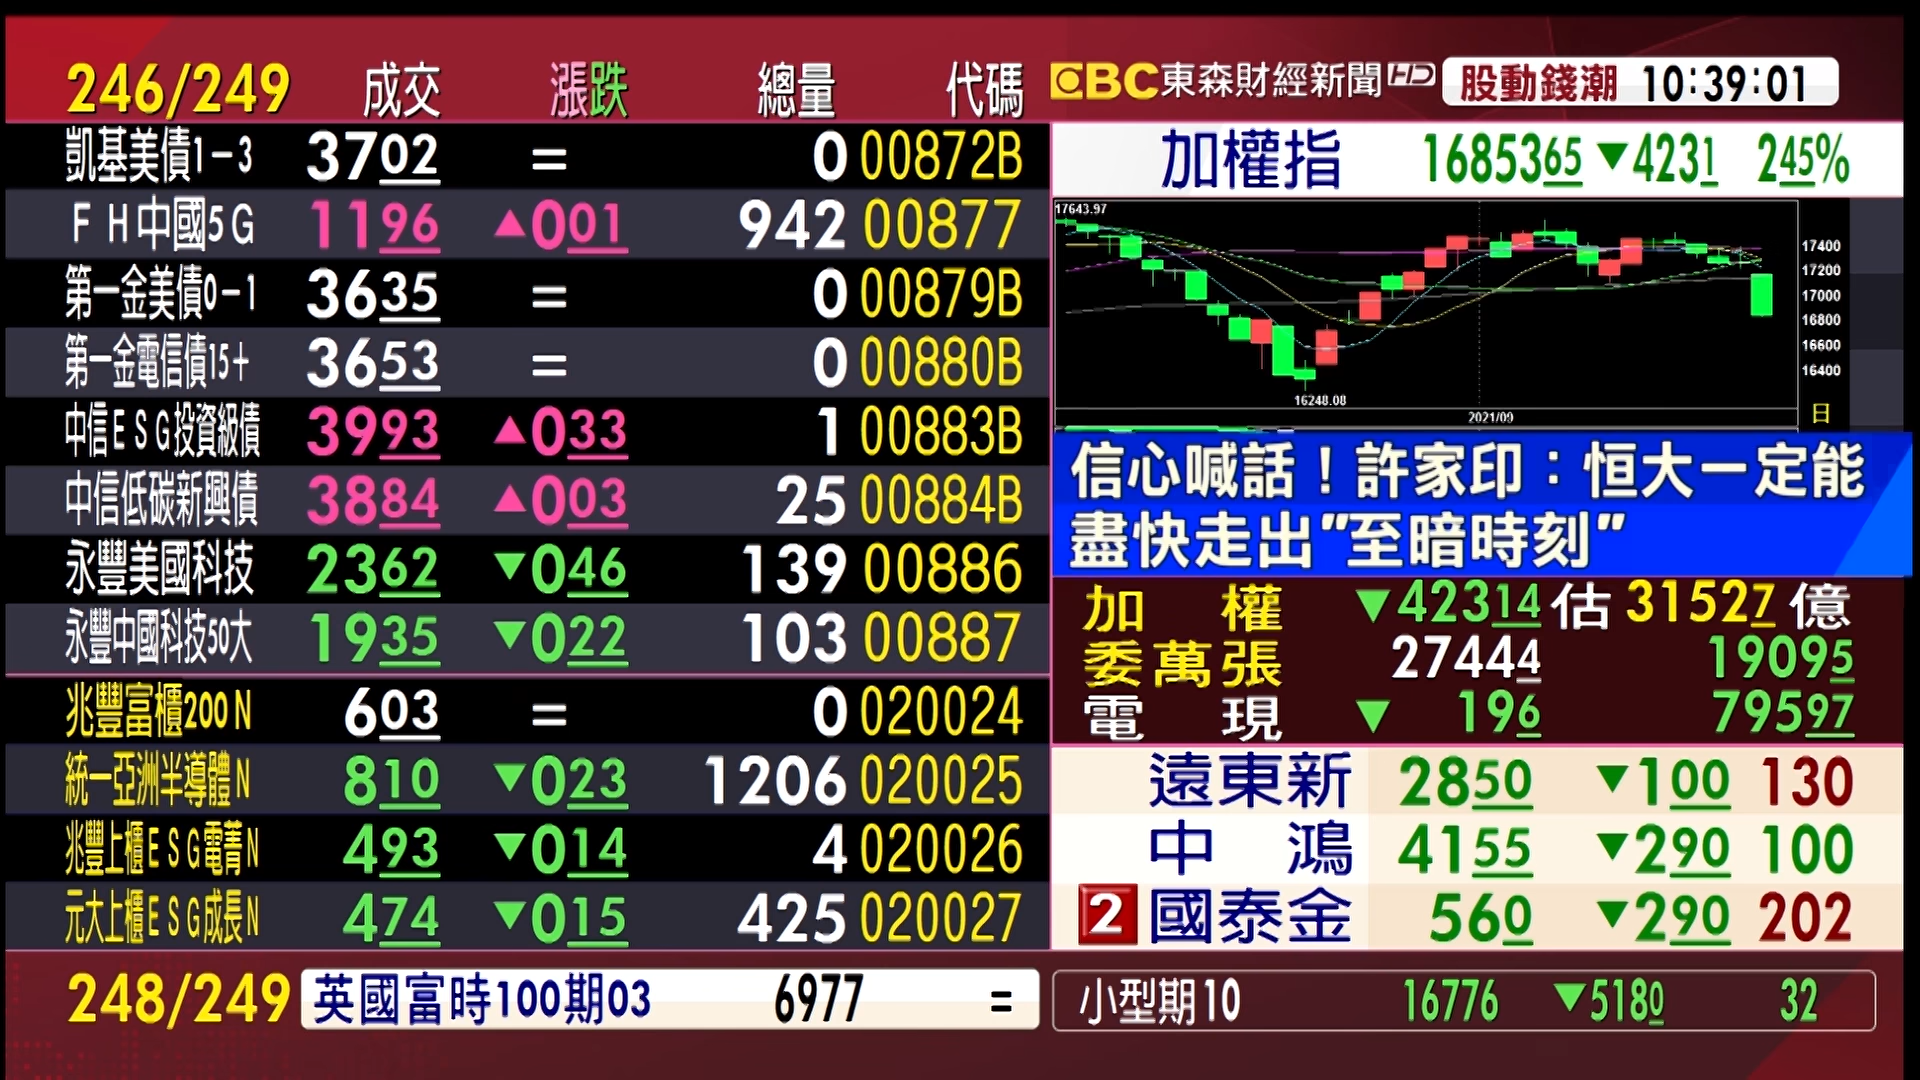 246/249 成交 漲跌 總量 代碼
凱基美債1-3 3702 = 0 00872B
FH中國5G 1196 ▲001 942 00877
第一金美債0-1 3635 = 0 00879B
第一金電信債15+ 3653 = 0 00880B
中信ESG投資級債 3993 ▲033 1 00883B
中信低碳新興債 3884 ▲003 25 00884B
永豐美國科技 2362 ▼046 139 00886
永豐中國科技50大 1935 ▼022 103 00887
兆豐富櫃200N 603 = 0 020024
統一亞洲半導體N 810 ▼023 1206 020025
兆豐上櫃ESG電菁N 493 ▼014 4 020026
元大上櫃ESG成長N 474 ▼015 425 020027
248/249 英國富時100期03 6977 =
EBC東森財經新聞HD 股動錢潮 10:39:01
加權指 1685365 ▼4231 245%
17643.97
17400
17200
17000
16800
16600
16400
16248.08
2021/09
日
信心喊話！許家印：恒大一定能
盡快走出"至暗時刻"
加權 ▼42314 估 31527 億
委萬張 27444 19095
電現 ▼ 196 79597
遠東新 2850 ▼100 130
中鴻 4155 ▼290 100
2 國泰金 560 ▼290 202
小型期10 16776 ▼5180 32